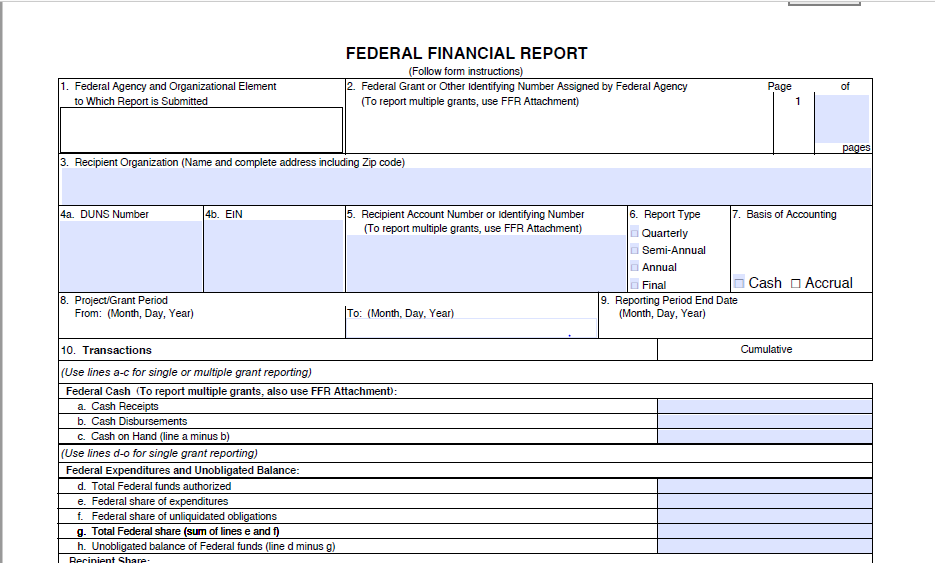 FEDERAL FINANCIAL REPORT
(Follow form instructions)
1. Federal Agency and Organizational Element
to Which Report is Submitted
2. Federal Grant or Other Identifying Number Assigned by Federal Agency
(To report multiple grants, use FFR Attachment)
Page
1
of
pages
3. Recipient Organization (Name and complete address including Zip code)
4a. DUNS Number
4b. EIN
5. Recipient Account Number or Identifying Number
(To report multiple grants, use FFR Attachment)
6. Report Type
Quarterly
Semi-Annual
Annual
Final
7. Basis of Accounting
Cash
Accrual
8. Project/Grant Period
From: (Month, Day, Year)
To: (Month, Day, Year)
9. Reporting Period End Date
(Month, Day, Year)
10. Transactions
Cumulative
(Use lines a-c for single or multiple grant reporting)
Federal Cash (To report multiple grants, also use FFR Attachment):
a. Cash Receipts
b. Cash Disbursements
c. Cash on Hand (line a minus b)
(Use lines d-o for single grant reporting)
Federal Expenditures and Unobligated Balance:
d. Total Federal funds authorized
e. Federal share of expenditures
f. Federal share of unliquidated obligations
g. Total Federal share (sum of lines e and f)
h. Unobligated balance of Federal funds (line d minus g)
Recipient Share: